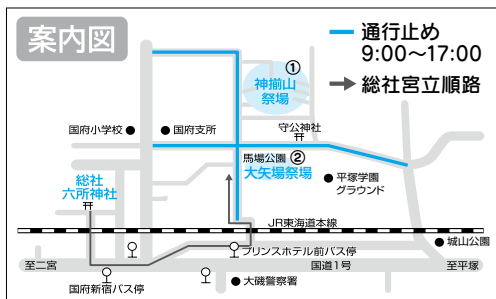 案内図
通行止め
9:00〜17:00
総社宮立順路
①
神揃山
祭場
国府小学校
国府支所
守公神社
馬場公園 ②
大矢場祭場
平塚学園
グラウンド
総社
六所神社
JR東海道本線
城山公園
プリンスホテル前バス停
至二宮
国道1号
至平塚
国府新宿バス停
大磯警察署